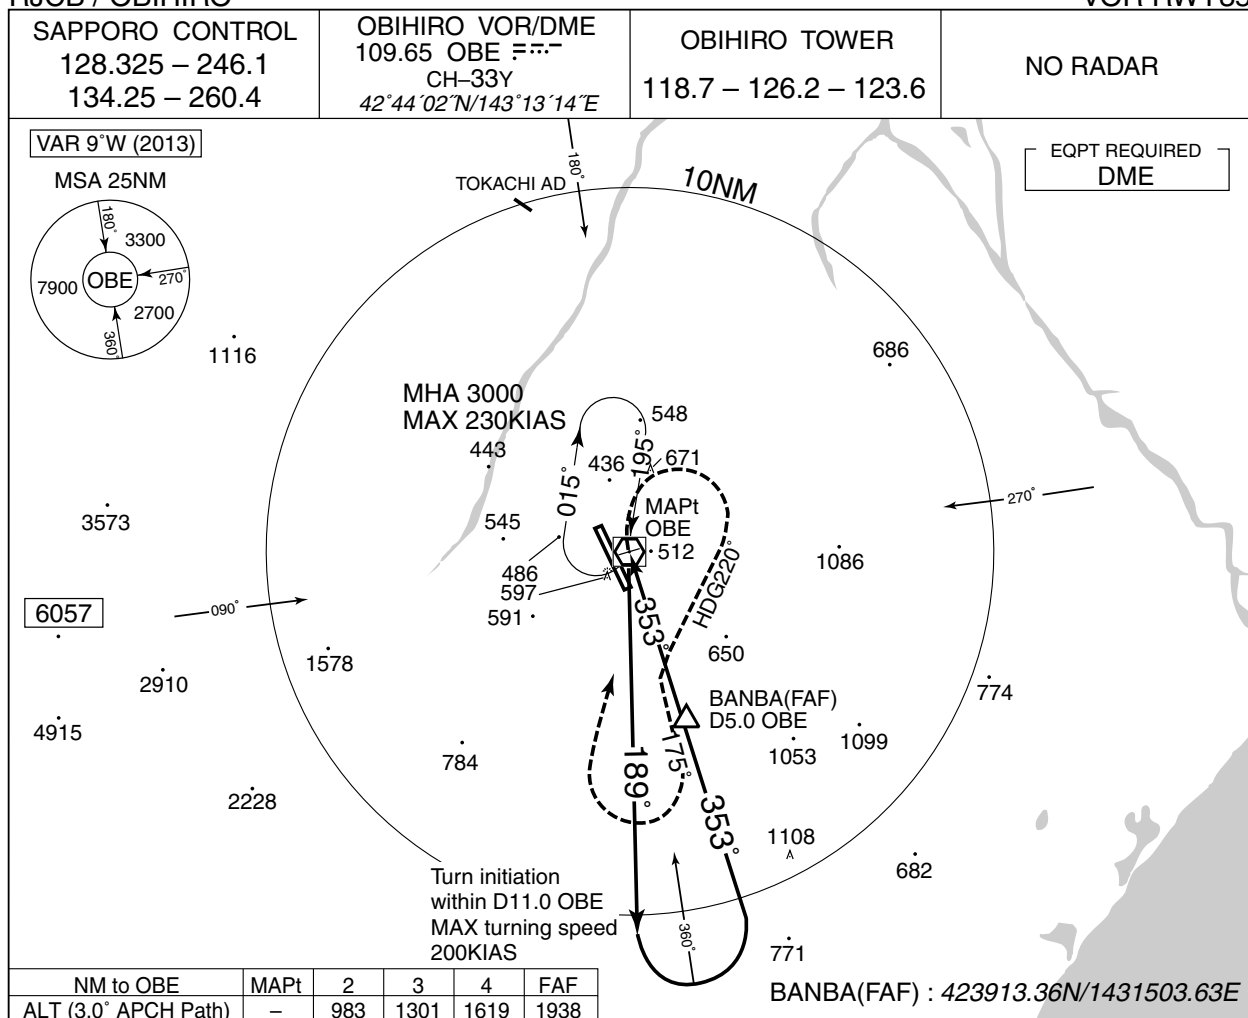 RJCB / OBIHIRO
SAPPORO CONTROL
128.325 – 246.1
134.25 – 260.4
OBIHIRO VOR/DME
109.65 OBE
CH–33Y
42°44´02˝N/143°13´14˝E
OBIHIRO TOWER
118.7 – 126.2 – 123.6
NO RADAR
VAR 9°W (2013)
MSA 25NM
180°
3300
OBE
7900
270°
2700
360°
EQPT REQUIRED
DME
180°
TOKACHI AD
10NM
1116
686
MHA 3000
MAX 230KIAS
548
443
436
195°
671
015°
3573
545
MAPt
OBE
512
270°
486
597
591
1086
HDG220°
6057
090°
353°
650
1578
2910
774
4915
BANBA(FAF)
D5.0 OBE
784
175°
1053
1099
189°
2228
353°
1108
682
Turn initiation
within D11.0 OBE
MAX turning speed
200KIAS
360°
771
BANBA(FAF) : 423913.36N/1431503.63E
NM to OBE MAPt 2 3 4 FAF
ALT (3.0° APCH Path) – 983 1301 1619 1938